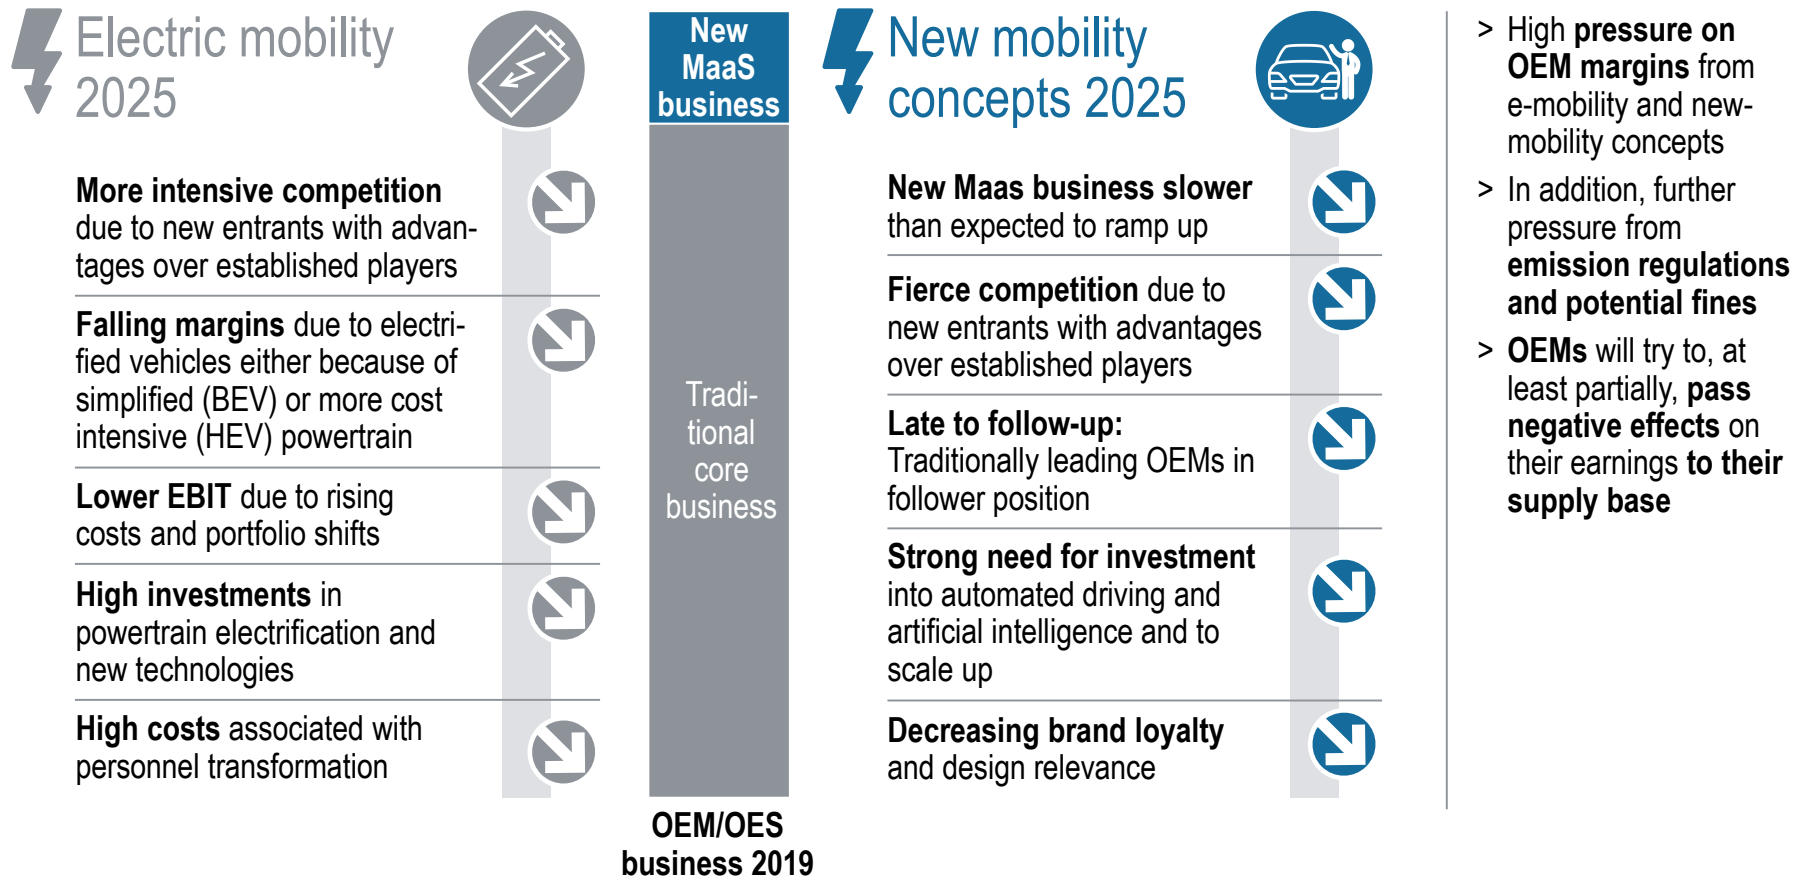 Electric mobility
2025
More intensive competition
due to new entrants with advan-
tages over established players
Falling margins due to electri-
fied vehicles either because of
simplified (BEV) or more cost
intensive (HEV) powertrain
Lower EBIT due to rising
costs and portfolio shifts
High investments in
powertrain electrification and
new technologies
High costs associated with
personnel transformation
New
MaaS
business
Tradi-
tional
core
business
OEM/OES
business 2019
New mobility
concepts 2025
New Maas business slower
than expected to ramp up
Fierce competition due to
new entrants with advantages
over established players
Late to follow-up:
Traditionally leading OEMs in
follower position
Strong need for investment
into automated driving and
artificial intelligence and to
scale up
Decreasing brand loyalty
and design relevance
> High pressure on
OEM margins from
e-mobility and new-
mobility concepts
> In addition, further
pressure from
emission regulations
and potential fines
> OEMs will try to, at
least partially, pass
negative effects on
their earnings to their
supply base